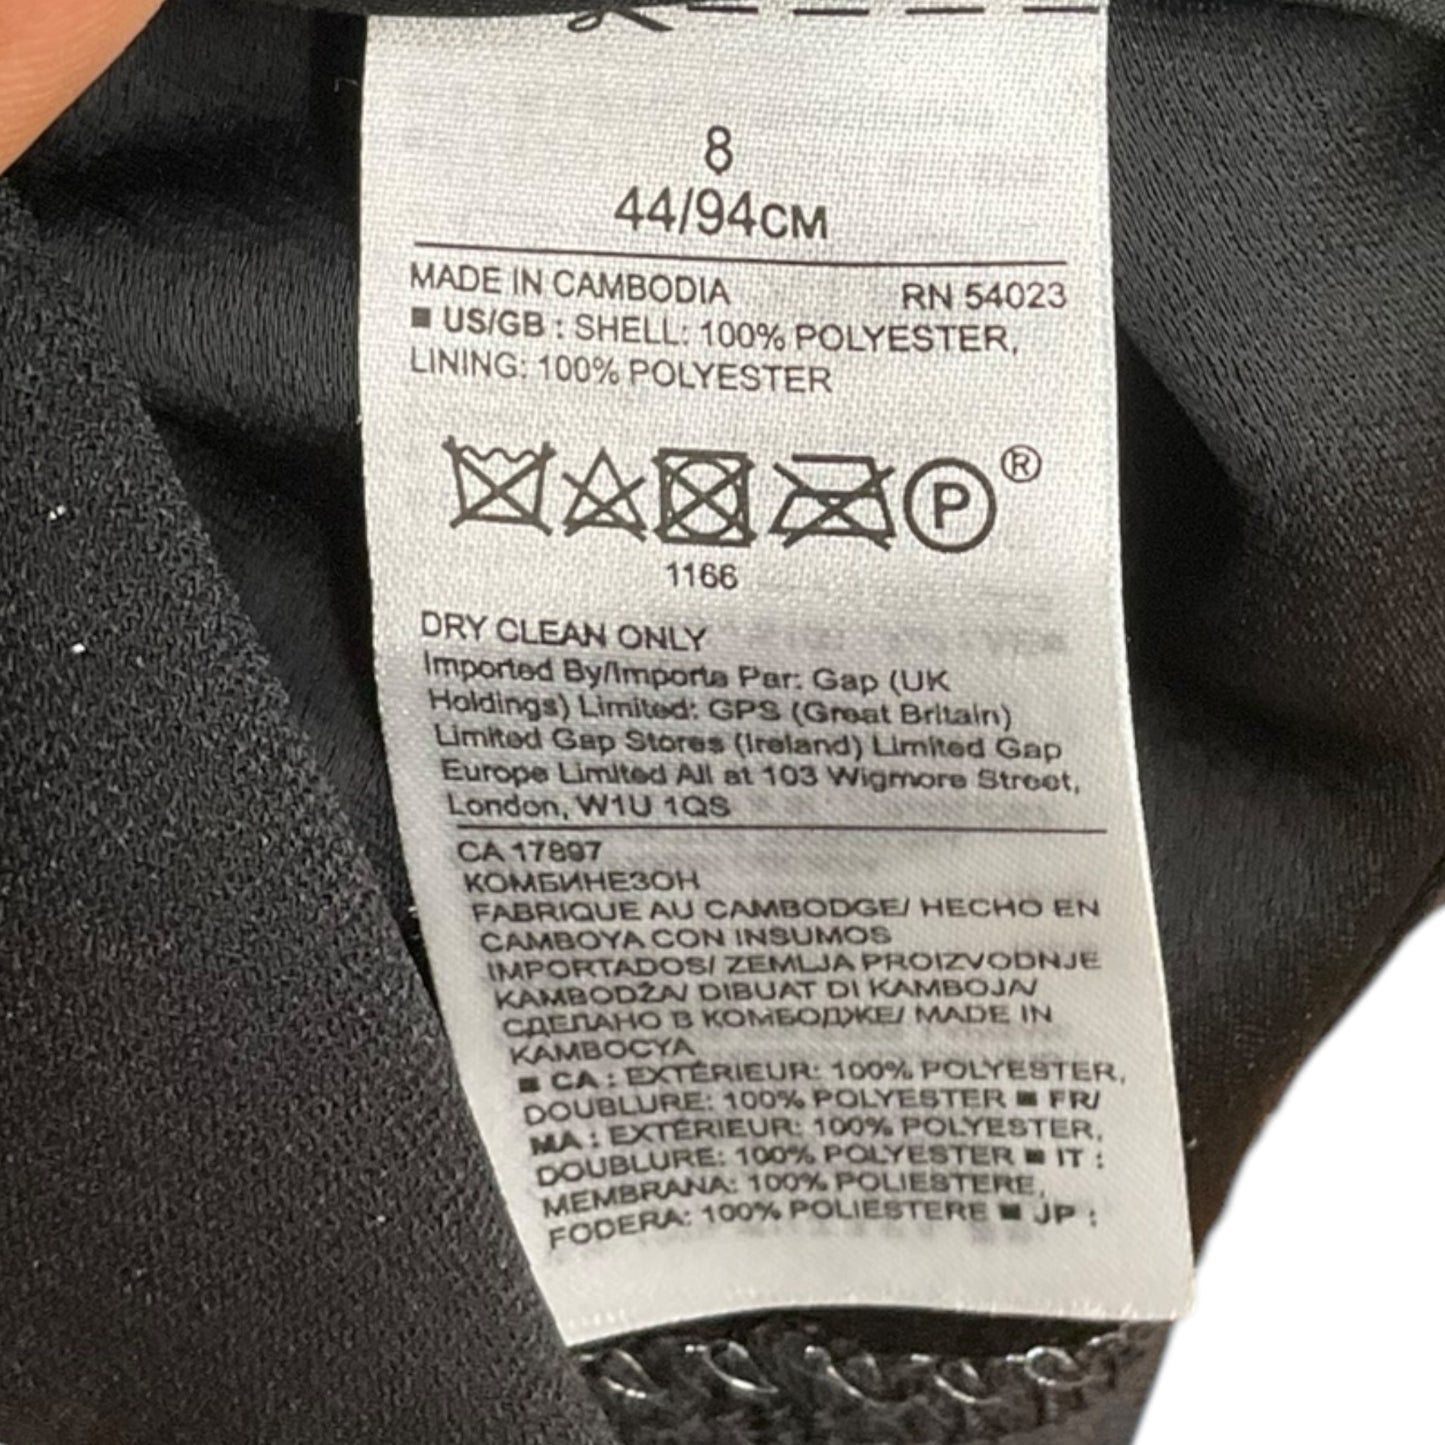 8
44/94CM
MADE IN CAMBODIA RN 54023
■ US/GB : SHELL: 100% POLYESTER,
LINING: 100% POLYESTER
P ®
1166
DRY CLEAN ONLY
Imported By/Importe Par: Gap (UK
Holdings) Limited: GPS (Great Britain)
Limited Gap Stores (Ireland) Limited Gap
Europe Limited All at 103 Wigmore Street,
London, W1U 1QS
CA 17897
КОМБИНЕЗОН
FABRIQUE AU CAMBODGE/ HECHO EN
CAMBOYA CON INSUMOS
IMPORTADOS/ ZEMLJA PROIZVODNJE
KAMBODŽA/ DIBUAT DI KAMBOJA/
СДЕЛАНО В КОМБОДЖЕ/ MADE IN
KAMBOCYA
■ CA : EXTÉRIEUR: 100% POLYESTER,
DOUBLURE: 100% POLYESTER ■ FR/
MA : EXTÉRIEUR: 100% POLYESTER,
DOUBLURE: 100% POLYESTER ■ IT :
MEMBRANA: 100% POLIESTERE,
FODERA: 100% POLIESTERE ■ JP :